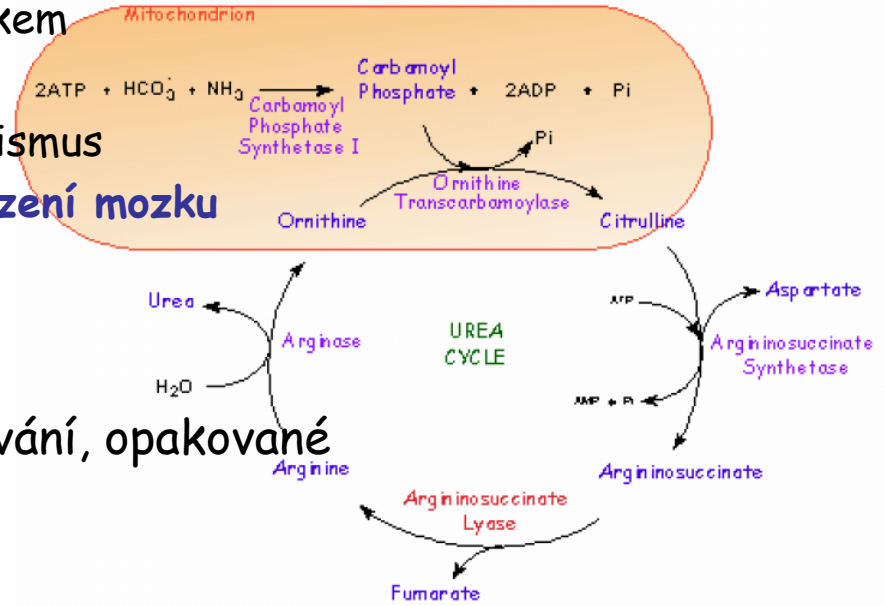 kem
Mitochondrion
2ATP + HCO3- + NH3
Carbamoyl
Phosphate + 2ADP + Pi
Carbamoyl
Phosphate
Synthetase I
ismus
Pi
Ornithine
Transcarbamoylase
zení mozku
Ornithine
Citrulline
Urea
ATP
Aspartate
Arginase
UREA
CYCLE
Argininosuccinate
Synthetase
H2O
AMP + Pi
vání, opakované
Arginine
Argininosuccinate
Argininosuccinate
Lyase
Fumarate